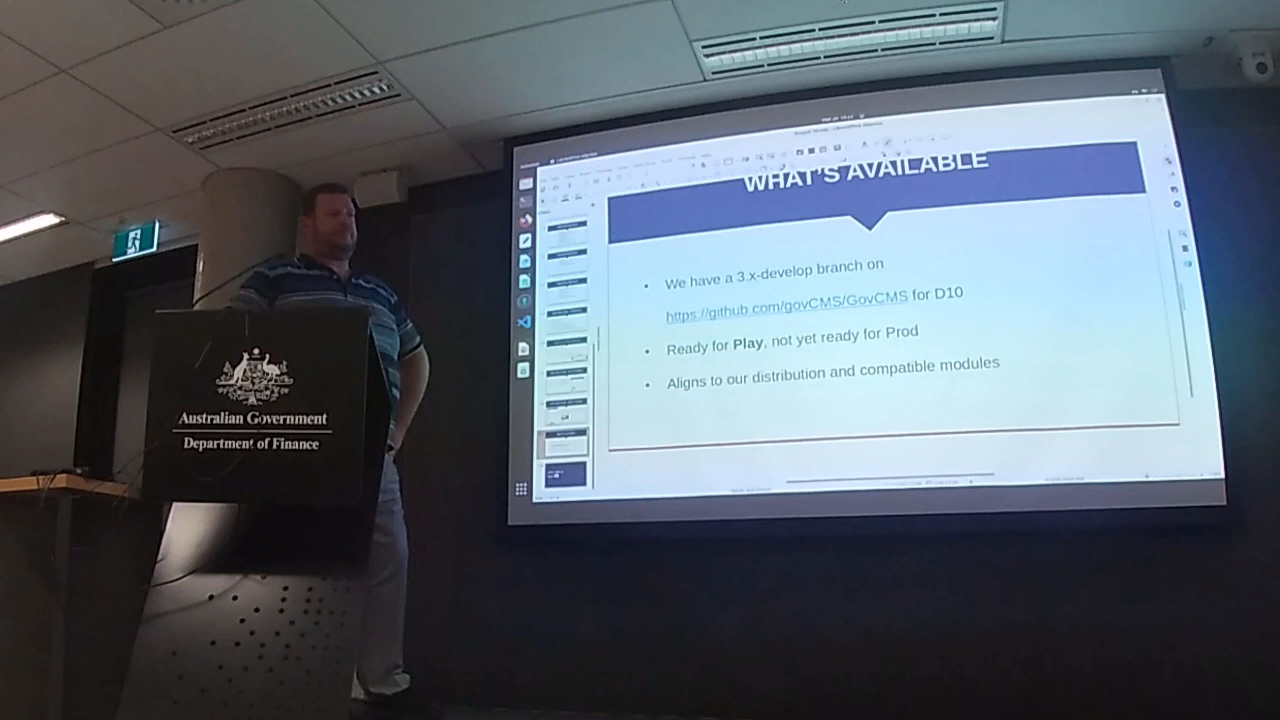 WHAT'S AVAILABLE
• We have a 3.x-develop branch on
https://github.com/govCMS/GovCMS for D10
• Ready for Play, not yet ready for Prod
• Aligns to our distribution and compatible modules
Australian Government
Department of Finance